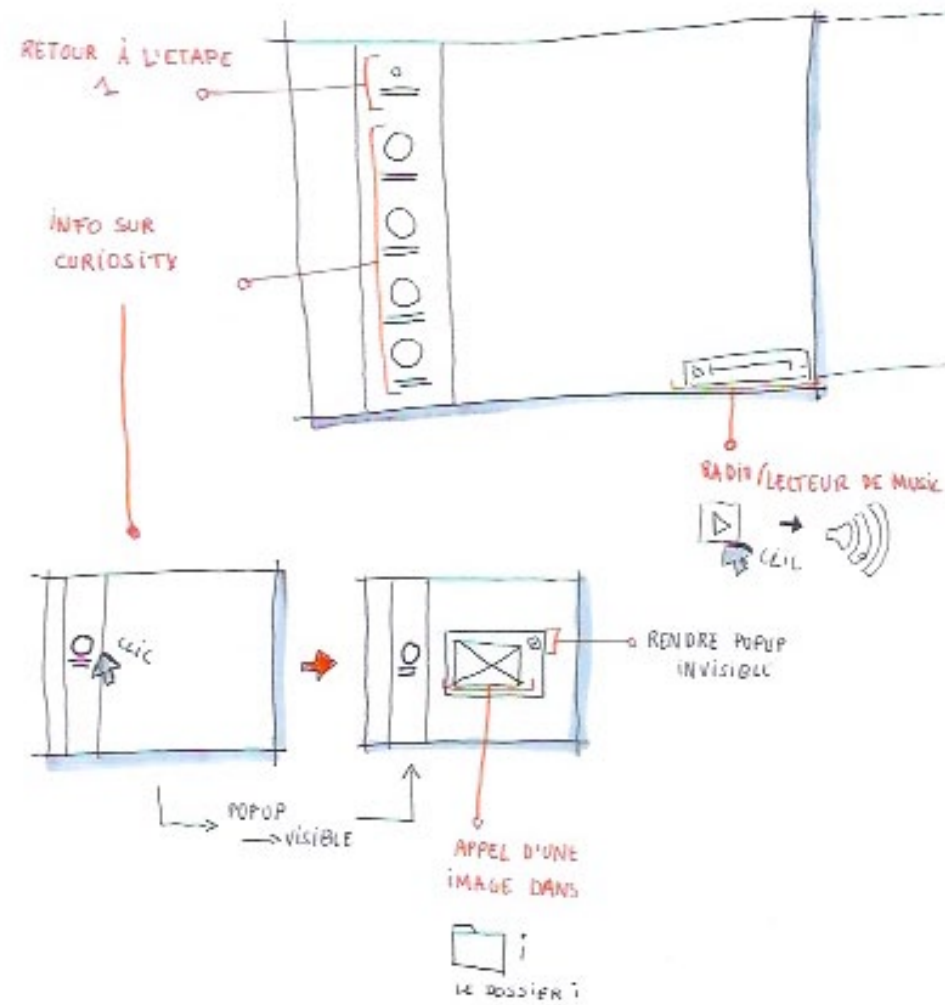 RETOUR À L'ETAPE
1
INFO SUR
CURIOSITY
RADIO/LECTEUR DE MUSIC
CLIC
CLIC
RENDRE POPUP
INVISIBLE
POPUP
VISIBLE
APPEL D'UNE
IMAGE DANS
i
LE DOSSIER i